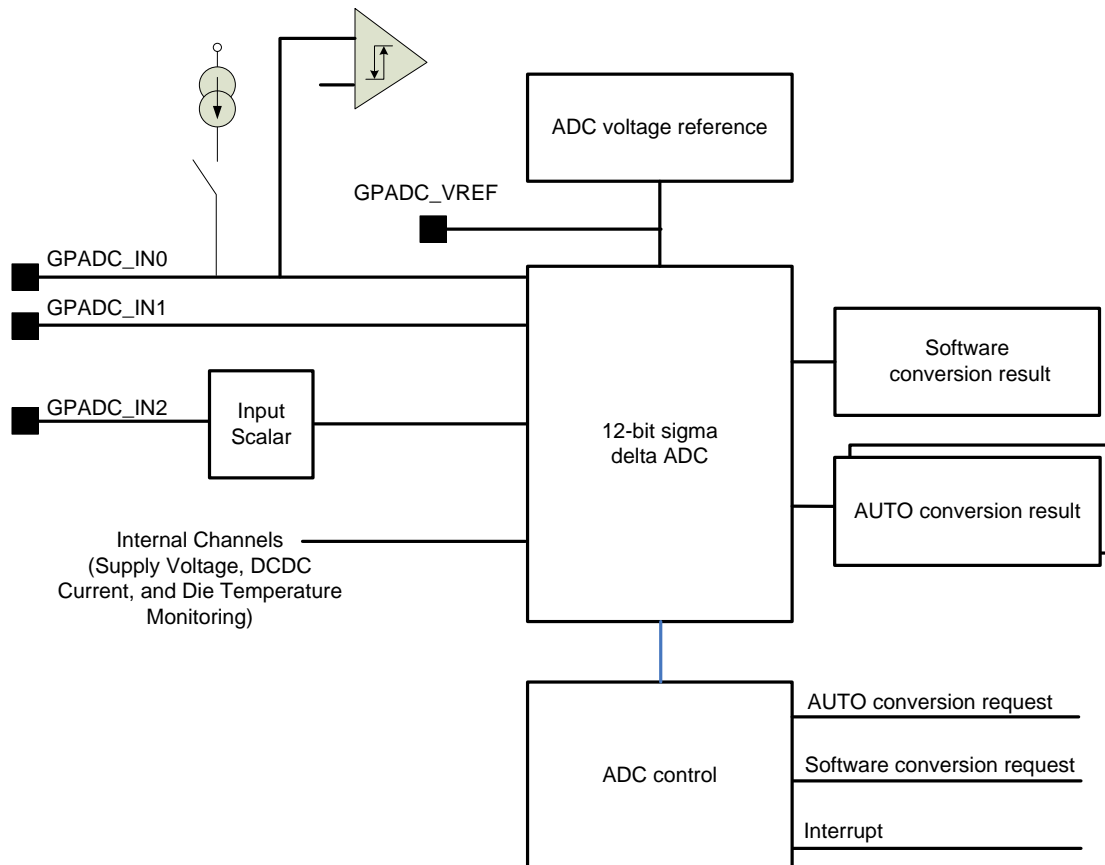 ADC voltage reference
GPADC_VREF
GPADC_IN0
GPADC_IN1
GPADC_IN2
Input
Scalar
12-bit sigma
delta ADC
Software
conversion result
AUTO conversion result
Internal Channels
(Supply Voltage, DCDC
Current, and Die Temperature
Monitoring)
ADC control
AUTO conversion request
Software conversion request
Interrupt